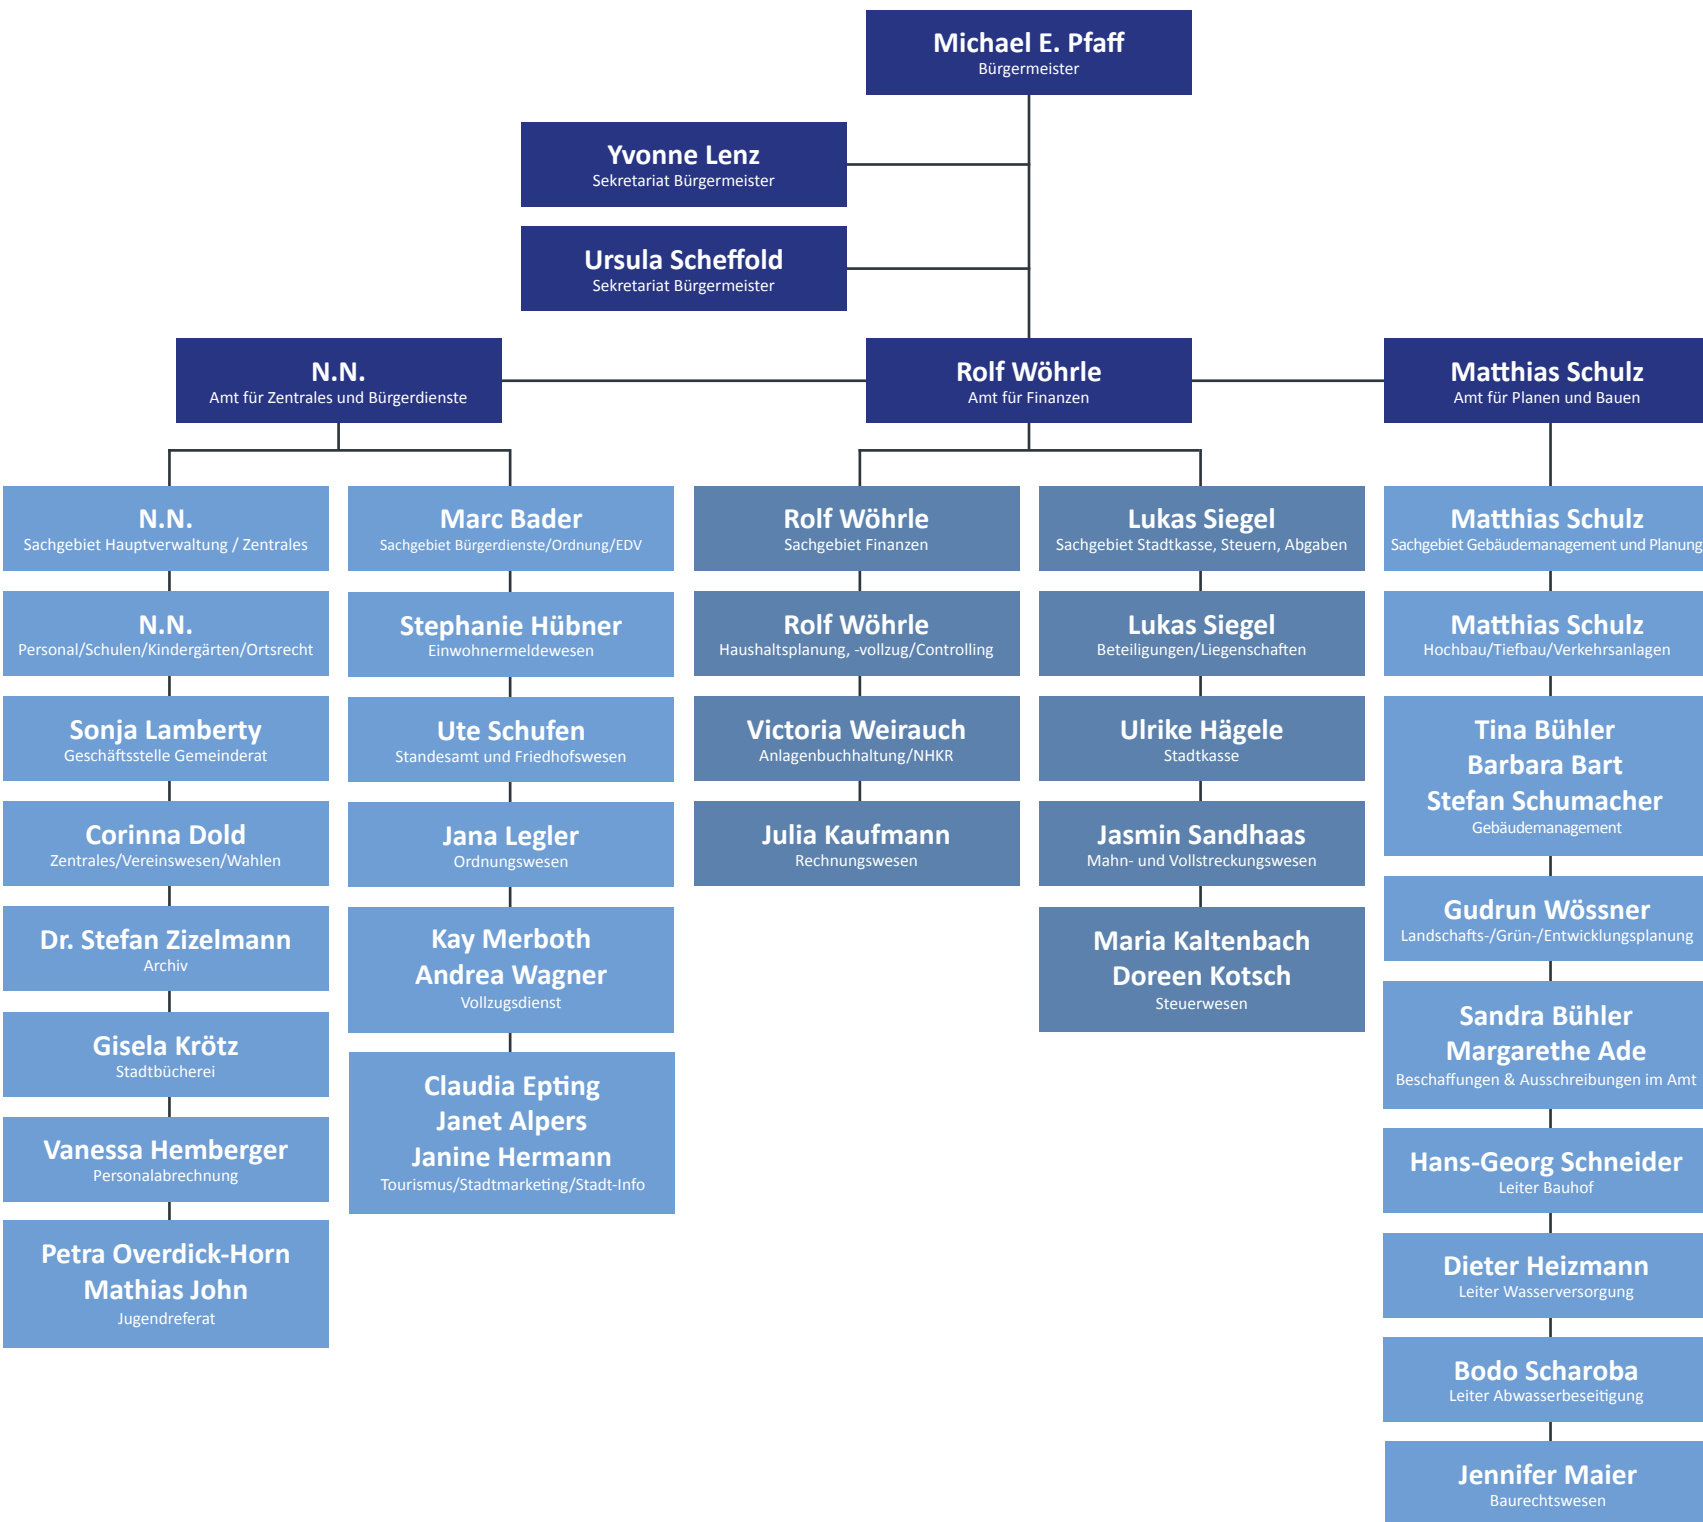 Michael E. Pfaff
Bürgermeister
Yvonne Lenz
Sekretariat Bürgermeister
Ursula Scheffold
Sekretariat Bürgermeister
N.N.
Amt für Zentrales und Bürgerdienste
Rolf Wöhrle
Amt für Finanzen
Matthias Schulz
Amt für Planen und Bauen
N.N.
Sachgebiet Hauptverwaltung / Zentrales
N.N.
Personal/Schulen/Kindergärten/Ortsrecht
Sonja Lamberty
Geschäftsstelle Gemeinderat
Corinna Dold
Zentrales/Vereinswesen/Wahlen
Dr. Stefan Zizelmann
Archiv
Gisela Krötz
Stadtbücherei
Vanessa Hemberger
Personalabrechnung
Petra Overdick-Horn
Mathias John
Jugendreferat
Marc Bader
Sachgebiet Bürgerdienste/Ordnung/EDV
Stephanie Hübner
Einwohnermeldewesen
Ute Schufen
Standesamt und Friedhofswesen
Jana Legler
Ordnungswesen
Kay Merboth
Andrea Wagner
Vollzugsdienst
Claudia Epting
Janet Alpers
Janine Hermann
Tourismus/Stadtmarketing/Stadt-Info
Rolf Wöhrle
Sachgebiet Finanzen
Rolf Wöhrle
Haushaltsplanung, -vollzug/Controlling
Victoria Weirauch
Anlagenbuchhaltung/NHKR
Julia Kaufmann
Rechnungswesen
Lukas Siegel
Sachgebiet Stadtkasse, Steuern, Abgaben
Lukas Siegel
Beteiligungen/Liegenschaften
Ulrike Hägele
Stadtkasse
Jasmin Sandhaas
Mahn- und Vollstreckungswesen
Maria Kaltenbach
Doreen Kotsch
Steuerwesen
Matthias Schulz
Sachgebiet Gebäudemanagement und Planung
Matthias Schulz
Hochbau/Tiefbau/Verkehrsanlagen
Tina Bühler
Barbara Bart
Stefan Schumacher
Gebäudemanagement
Gudrun Wössner
Landschafts-/Grün-/Entwicklungsplanung
Sandra Bühler
Margarethe Ade
Beschaffungen & Ausschreibungen im Amt
Hans-Georg Schneider
Leiter Bauhof
Dieter Heizmann
Leiter Wasserversorgung
Bodo Scharoba
Leiter Abwasserbeseitigung
Jennifer Maier
Baurechtswesen